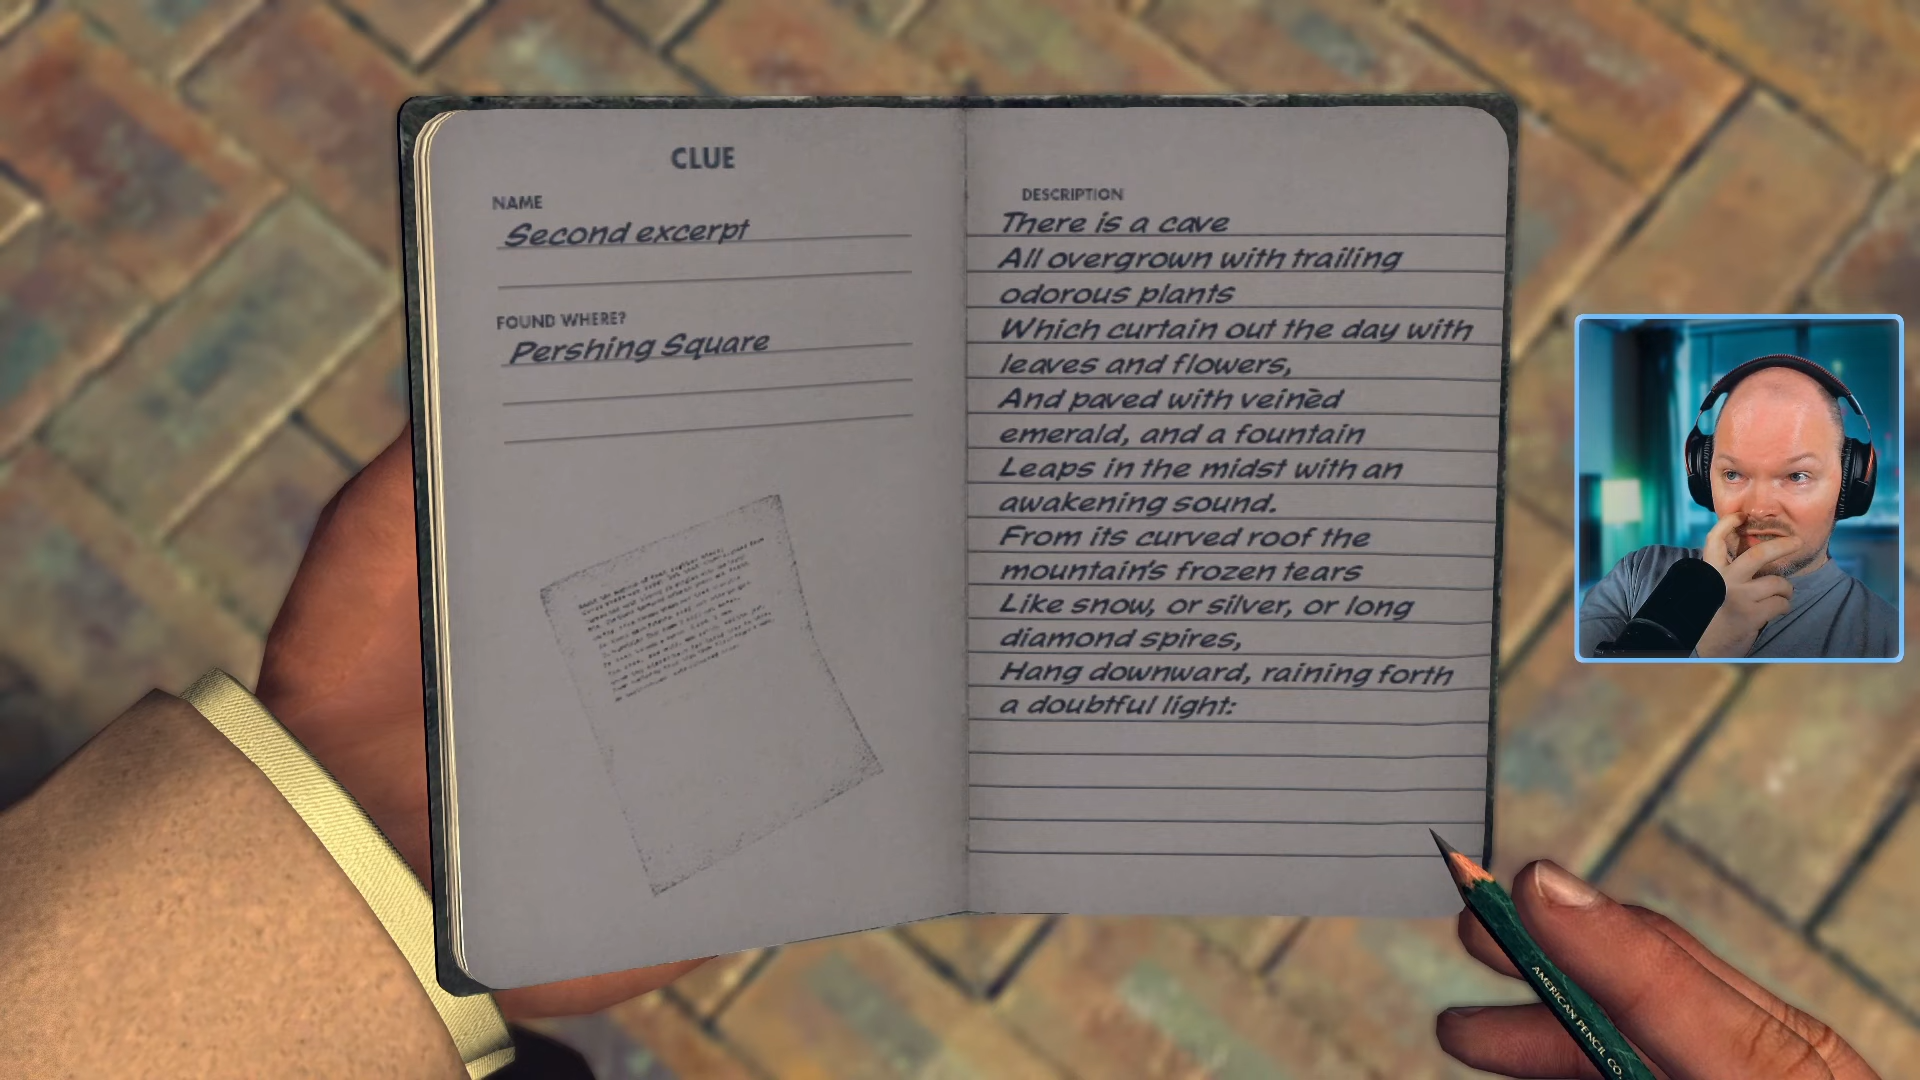 CLUE
NAME
Second excerpt
FOUND WHERE?
Pershing Square
DESCRIPTION
There is a cave
All overgrown with trailing
odorous plants
Which curtain out the day with
leaves and flowers,
And paved with veinèd
emerald, and a fountain
Leaps in the midst with an
awakening sound.
From its curved roof the
mountain's frozen tears
Like snow, or silver, or long
diamond spires,
Hang downward, raining forth
a doubtful light:
AMERICAN PENCIL CO.